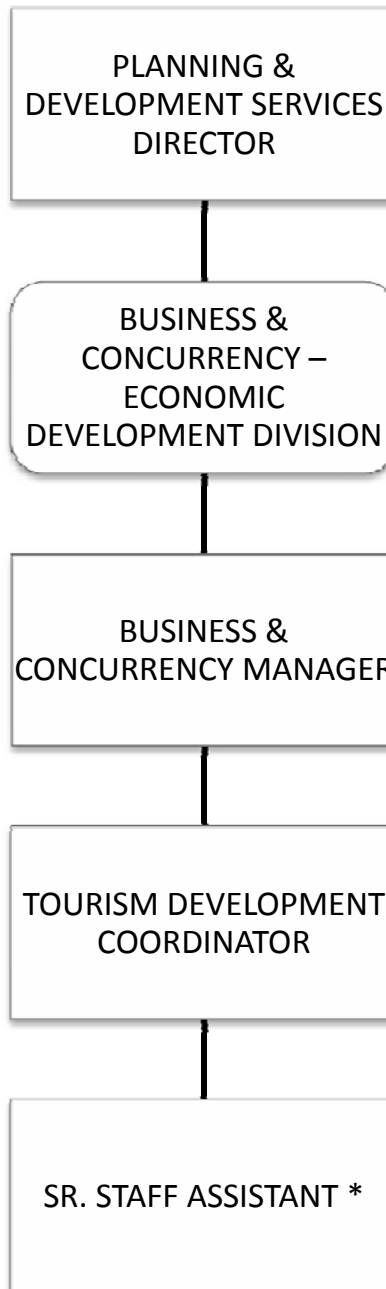 PLANNING &
DEVELOPMENT SERVICES
DIRECTOR
BUSINESS &
CONCURRENCY –
ECONOMIC
DEVELOPMENT DIVISION
BUSINESS &
CONCURRENCY MANAGER
TOURISM DEVELOPMENT
COORDINATOR
SR. STAFF ASSISTANT *